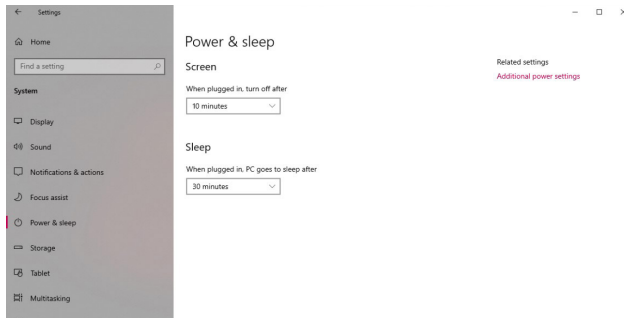 Settings
Home
Find a setting
System
Display
Sound
Notifications & actions
Focus assist
Power & sleep
Storage
Tablet
Multitasking
Power & sleep
Screen
When plugged in, turn off after
10 minutes
Sleep
When plugged in, PC goes to sleep after
30 minutes
Related settings
Additional power settings